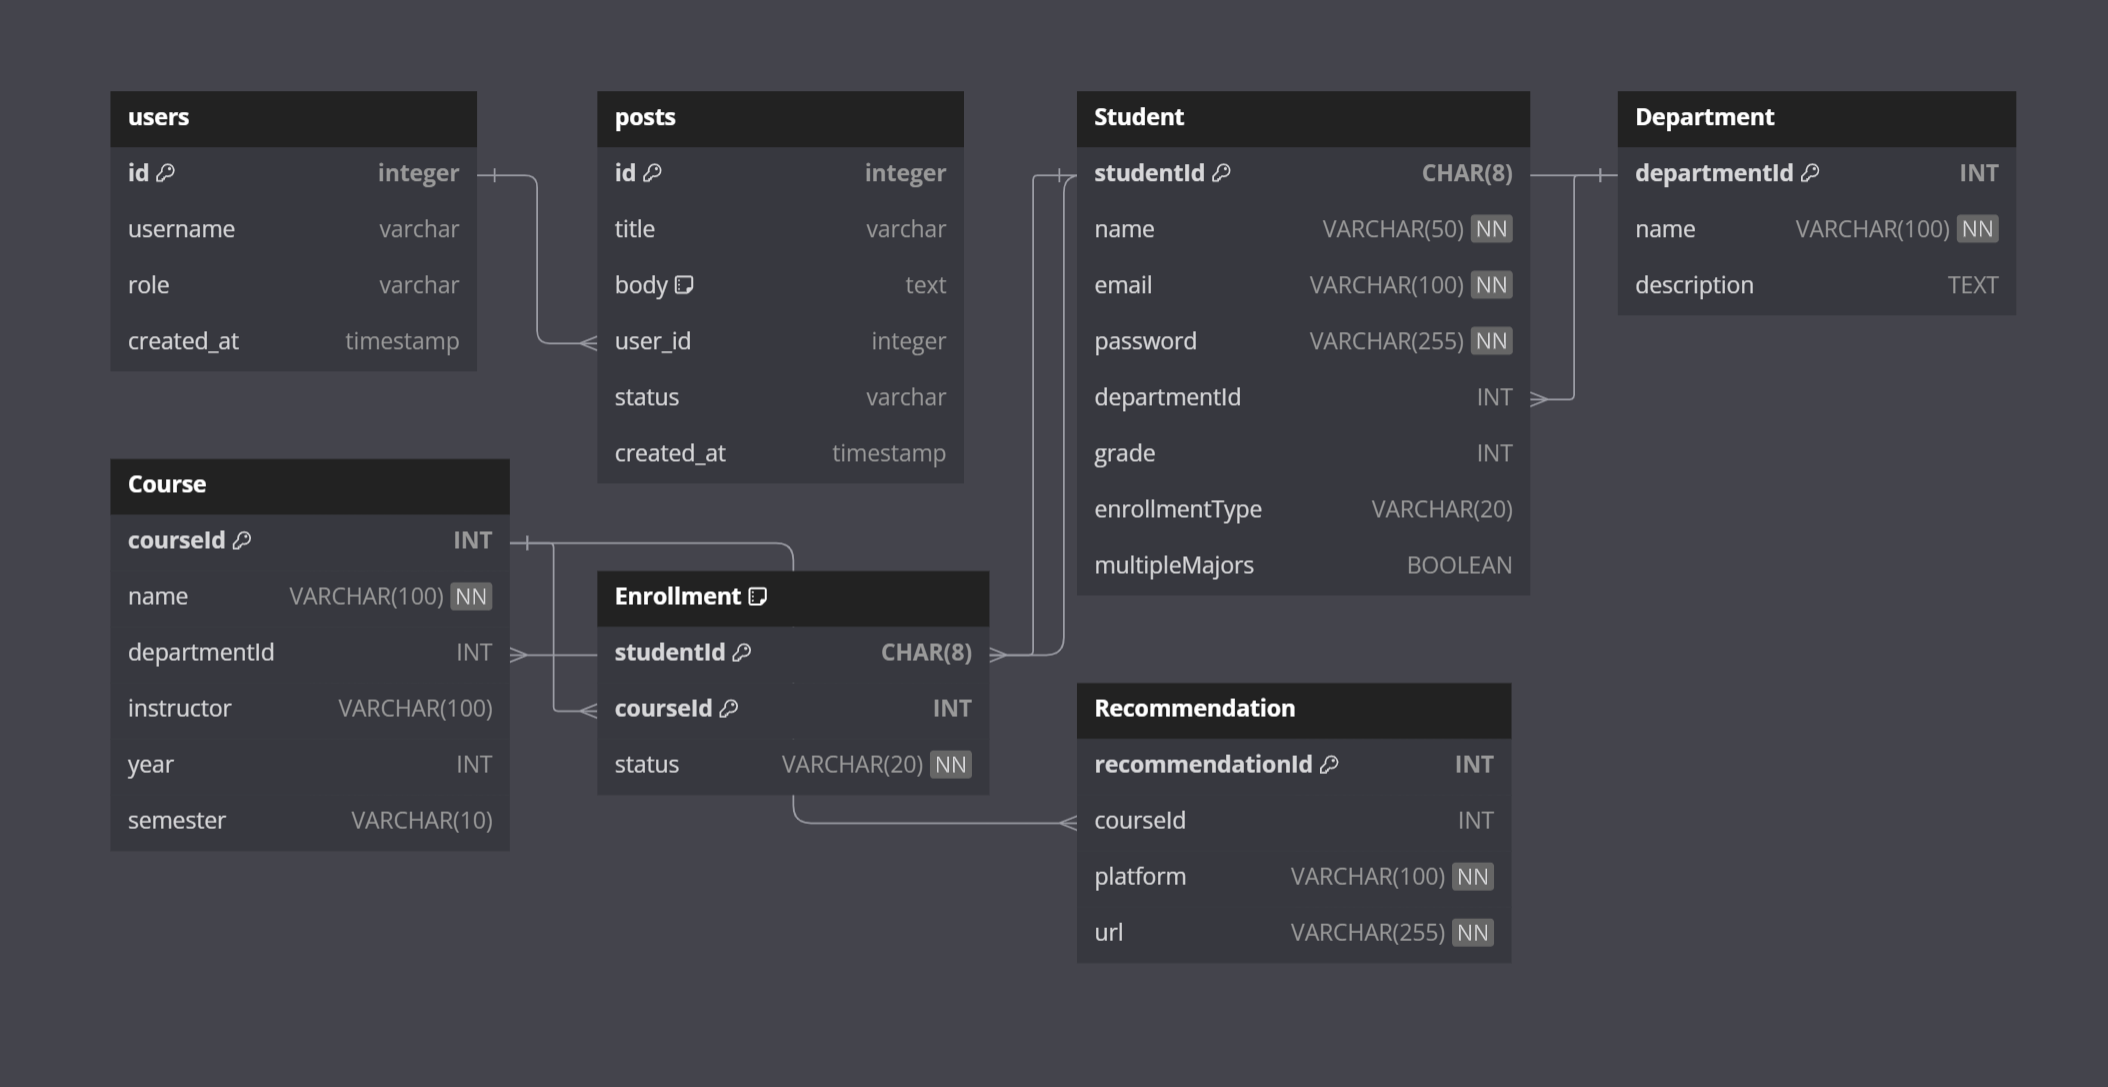 users
id integer
username varchar
role varchar
created_at timestamp
posts
id integer
title varchar
body text
user_id integer
status varchar
created_at timestamp
Student
studentId CHAR(8)
name VARCHAR(50) NN
email VARCHAR(100) NN
password VARCHAR(255) NN
departmentId INT
grade INT
enrollmentType VARCHAR(20)
multipleMajors BOOLEAN
Department
departmentId INT
name VARCHAR(100) NN
description TEXT
Course
courseId INT
name VARCHAR(100) NN
departmentId INT
instructor VARCHAR(100)
year INT
semester VARCHAR(10)
Enrollment
studentId CHAR(8)
courseId INT
status VARCHAR(20) NN
Recommendation
recommendationId INT
courseId INT
platform VARCHAR(100) NN
url VARCHAR(255) NN